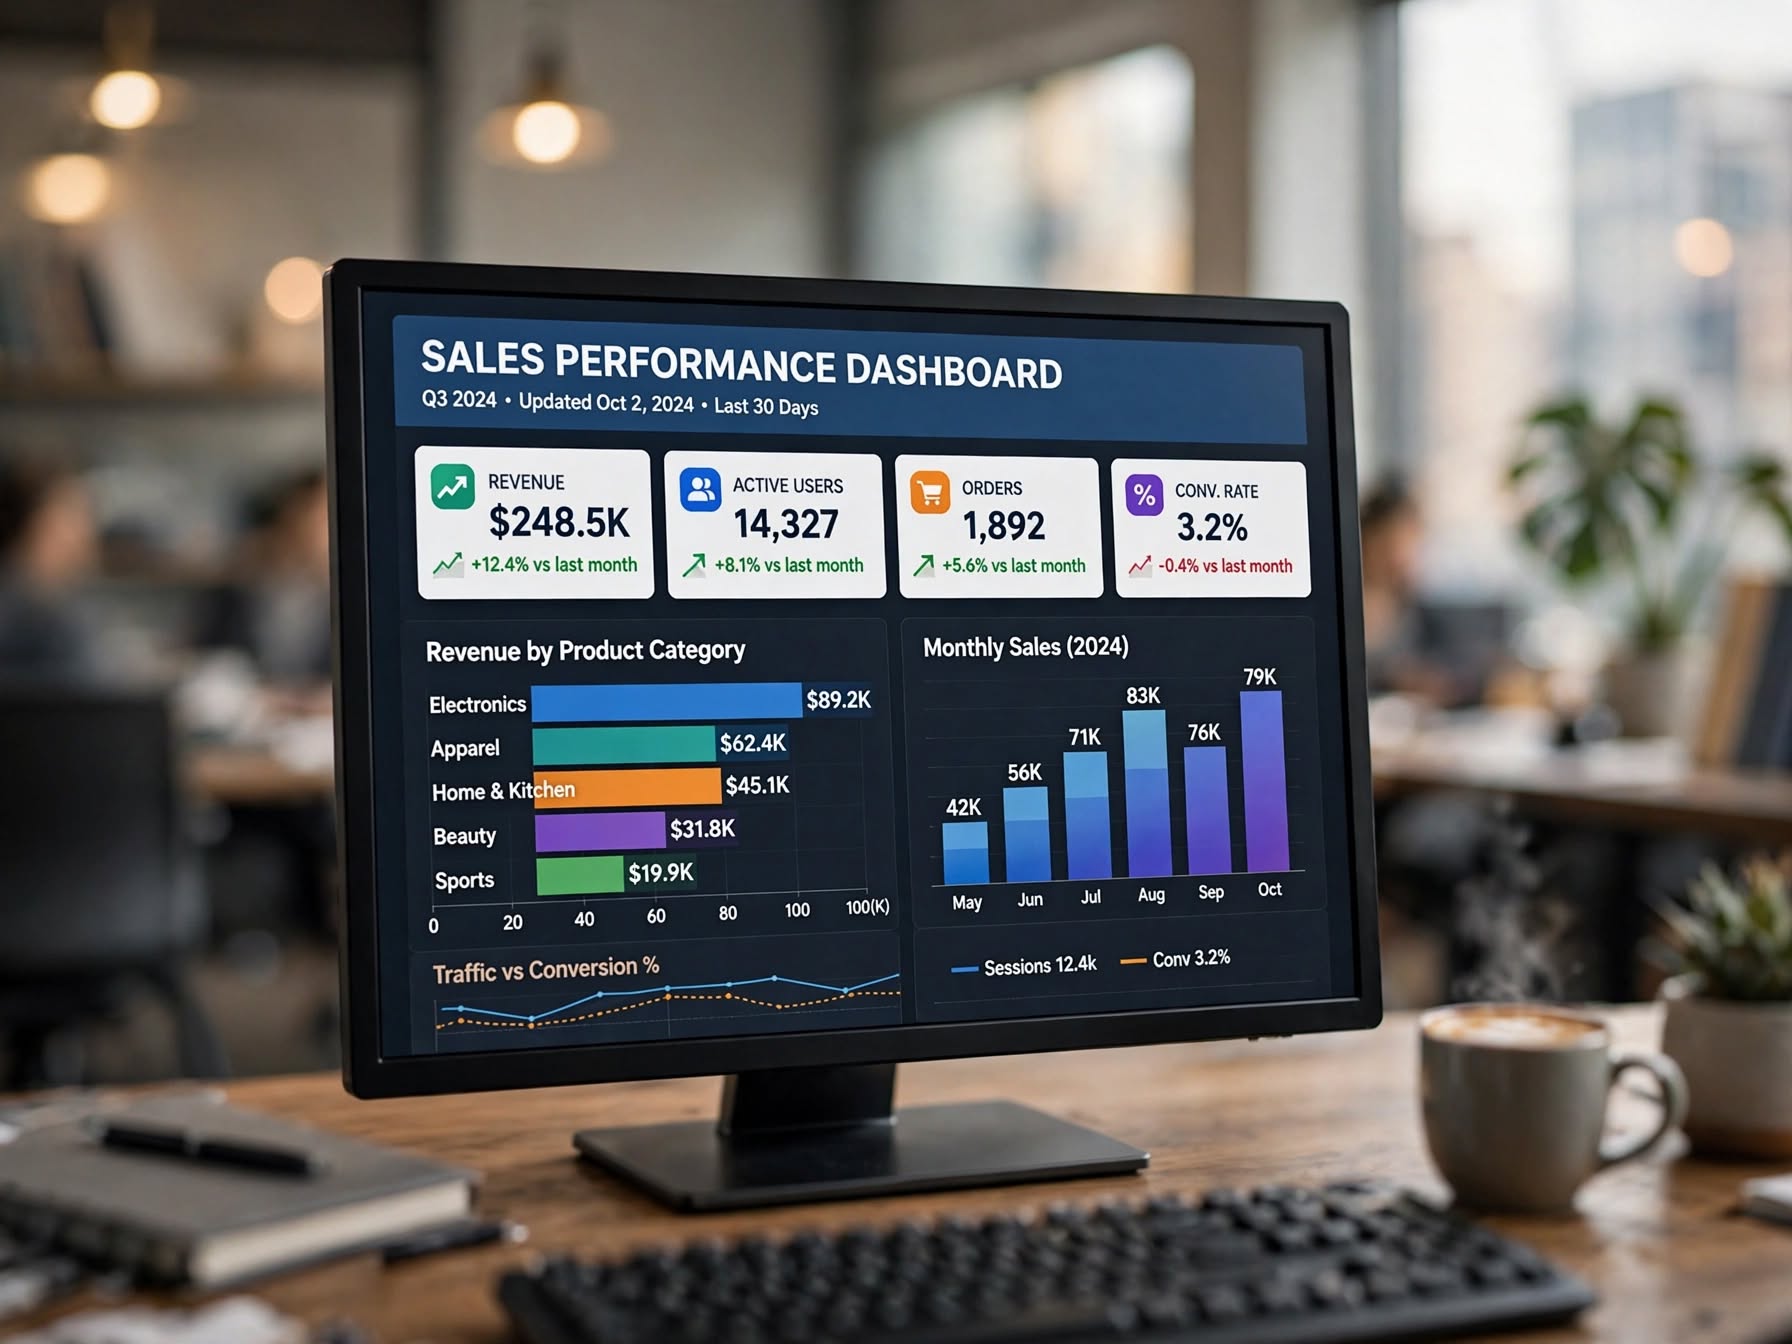 SALES PERFORMANCE DASHBOARD
Q3 2024 • Updated Oct 2, 2024 • Last 30 Days
REVENUE
$248.5K
+12.4% vs last month
ACTIVE USERS
14,327
+8.1% vs last month
ORDERS
1,892
+5.6% vs last month
%
CONV. RATE
3.2%
-0.4% vs last month
Revenue by Product Category
Electronics $89.2K
Apparel $62.4K
Home & Kitchen $45.1K
Beauty $31.8K
Sports $19.9K
0 20 40 60 80 100 100(K)
Monthly Sales (2024)
42K 56K 71K 83K 76K 79K
May Jun Jul Aug Sep Oct
Traffic vs Conversion %
Sessions 12.4k Conv 3.2%